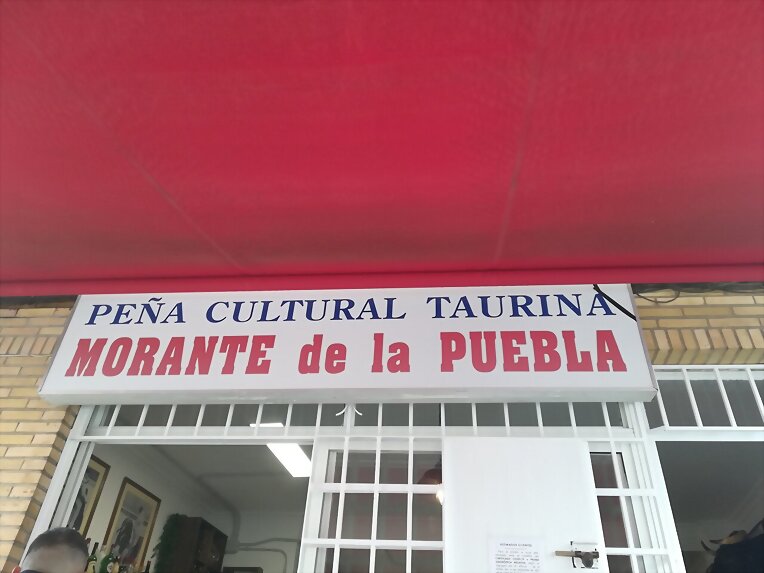 PEÑA CULTURAL TAURINA
MORANTE de la PUEBLA